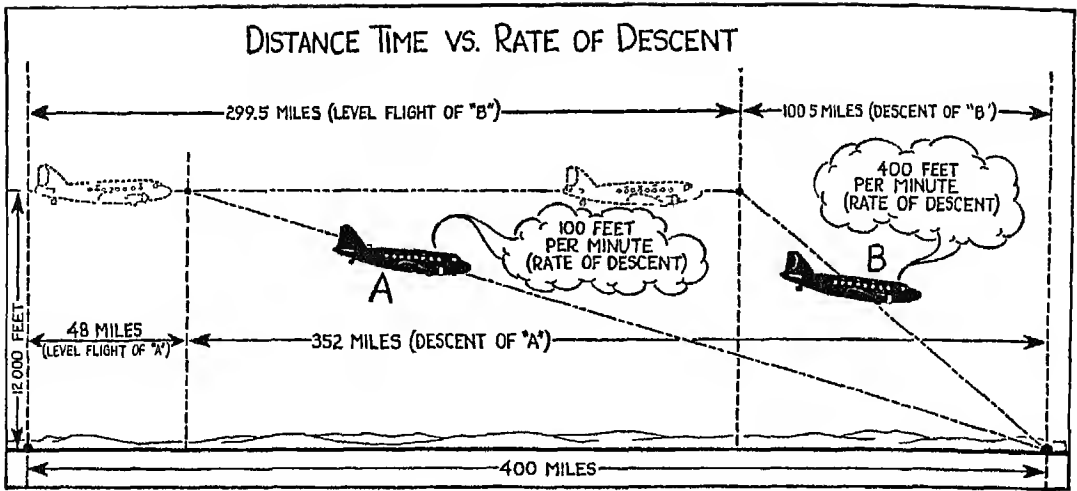 DISTANCE TIME VS. RATE OF DESCENT
299.5 MILES (LEVEL FLIGHT OF "B")
100 5 MILES (DESCENT OF "B')
400 FEET
PER MINUTE
(RATE OF DESCENT)
100 FEET
PER MINUTE
(RATE OF DESCENT)
A
B
12 000 FEET
48 MILES
(LEVEL FLIGHT OF "A")
352 MILES (DESCENT OF "A")
400 MILES